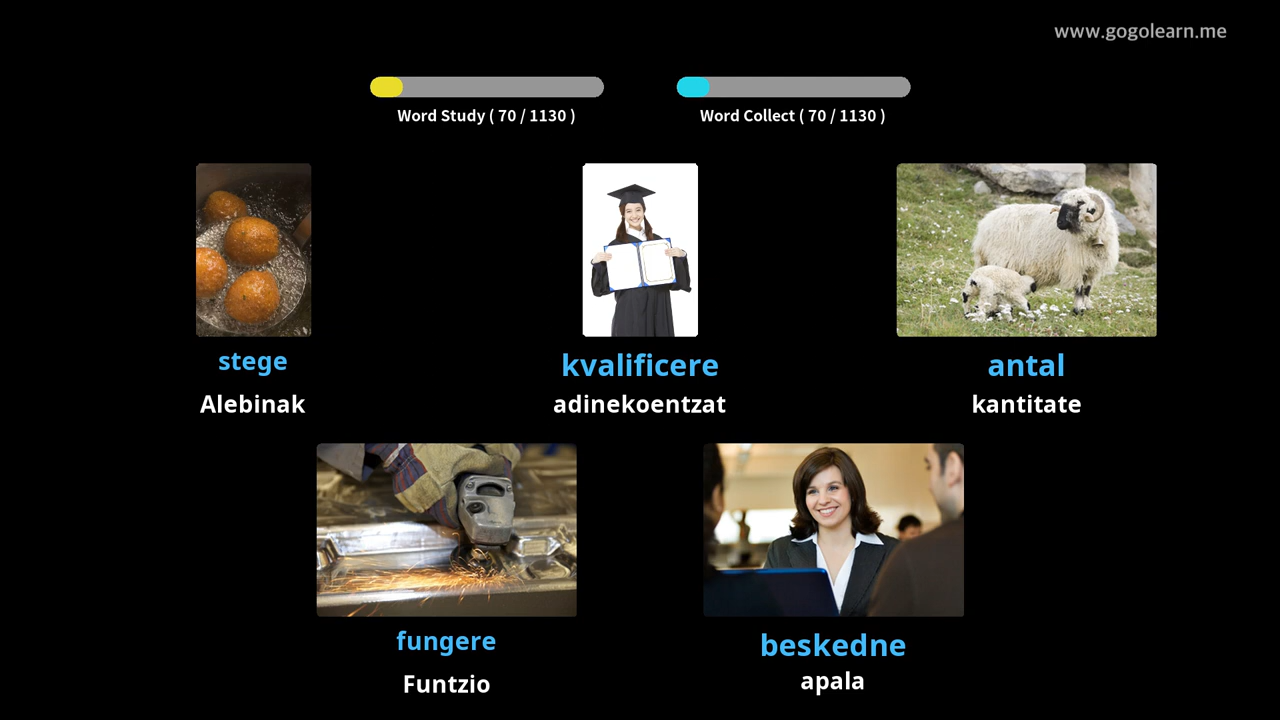 www.gogolearn.me
Word Study ( 70 / 1130 )
Word Collect ( 70 / 1130 )
stege
Alebinak
kvalificere
adinekoentzat
antal
kantitate
fungere
Funtzio
beskedne
apala